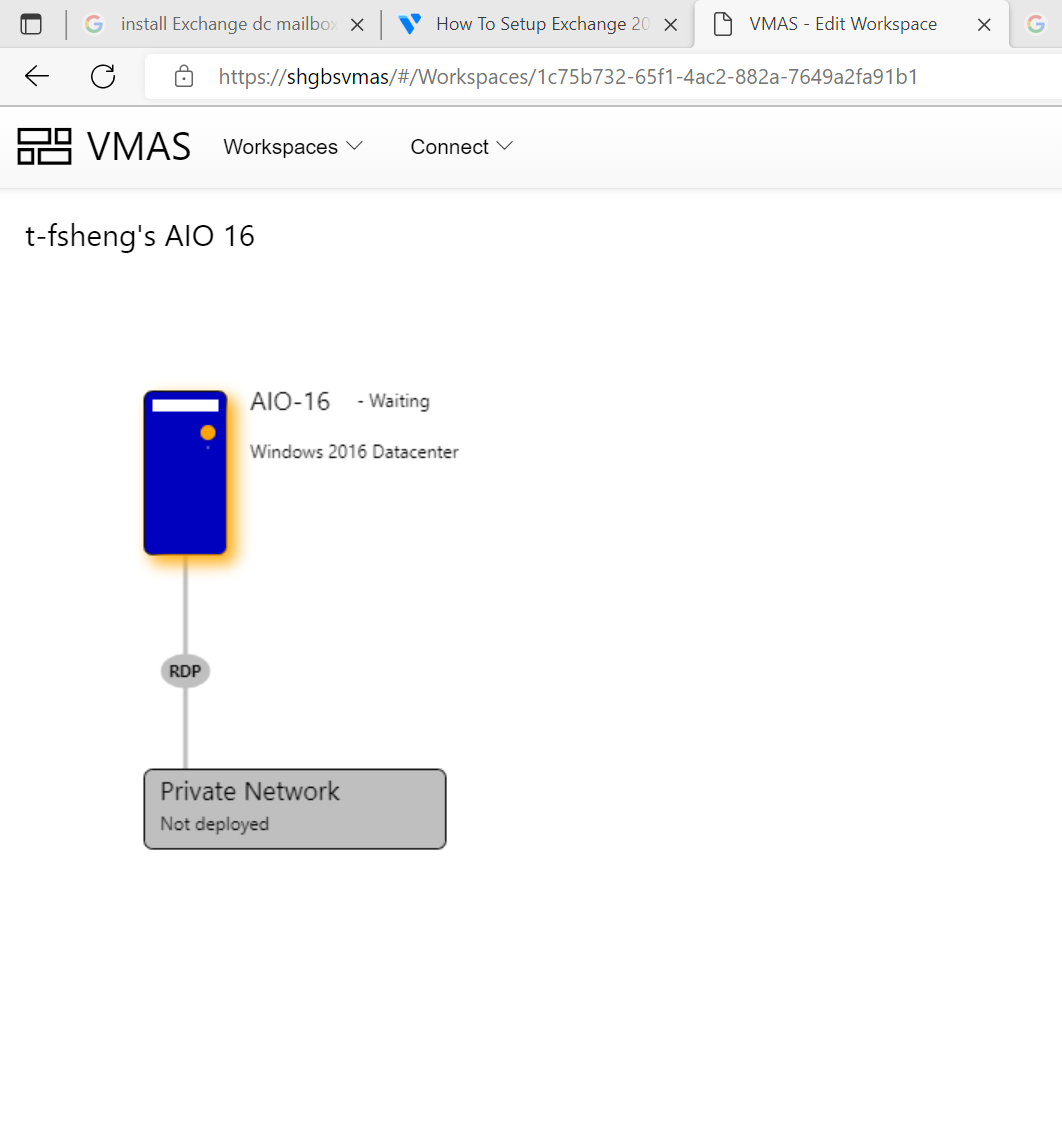 install Exchange dc mailbox
How To Setup Exchange 20
VMAS - Edit Workspace
https://shgbsvmas/#/Workspaces/1c75b732-65f1-4ac2-882a-7649a2fa91b1
VMAS Workspaces Connect
t-fsheng's AIO 16
AIO-16 - Waiting
Windows 2016 Datacenter
RDP
Private Network
Not deployed